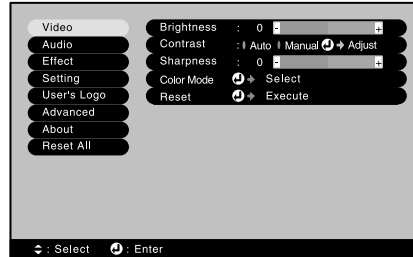 Video
Audio
Effect
Setting
User's Logo
Advanced
About
Reset All
Brightness : 0 - +
Contrast : Auto Manual Adjust
Sharpness : 0 - +
Color Mode Select
Reset Execute
: Select : Enter